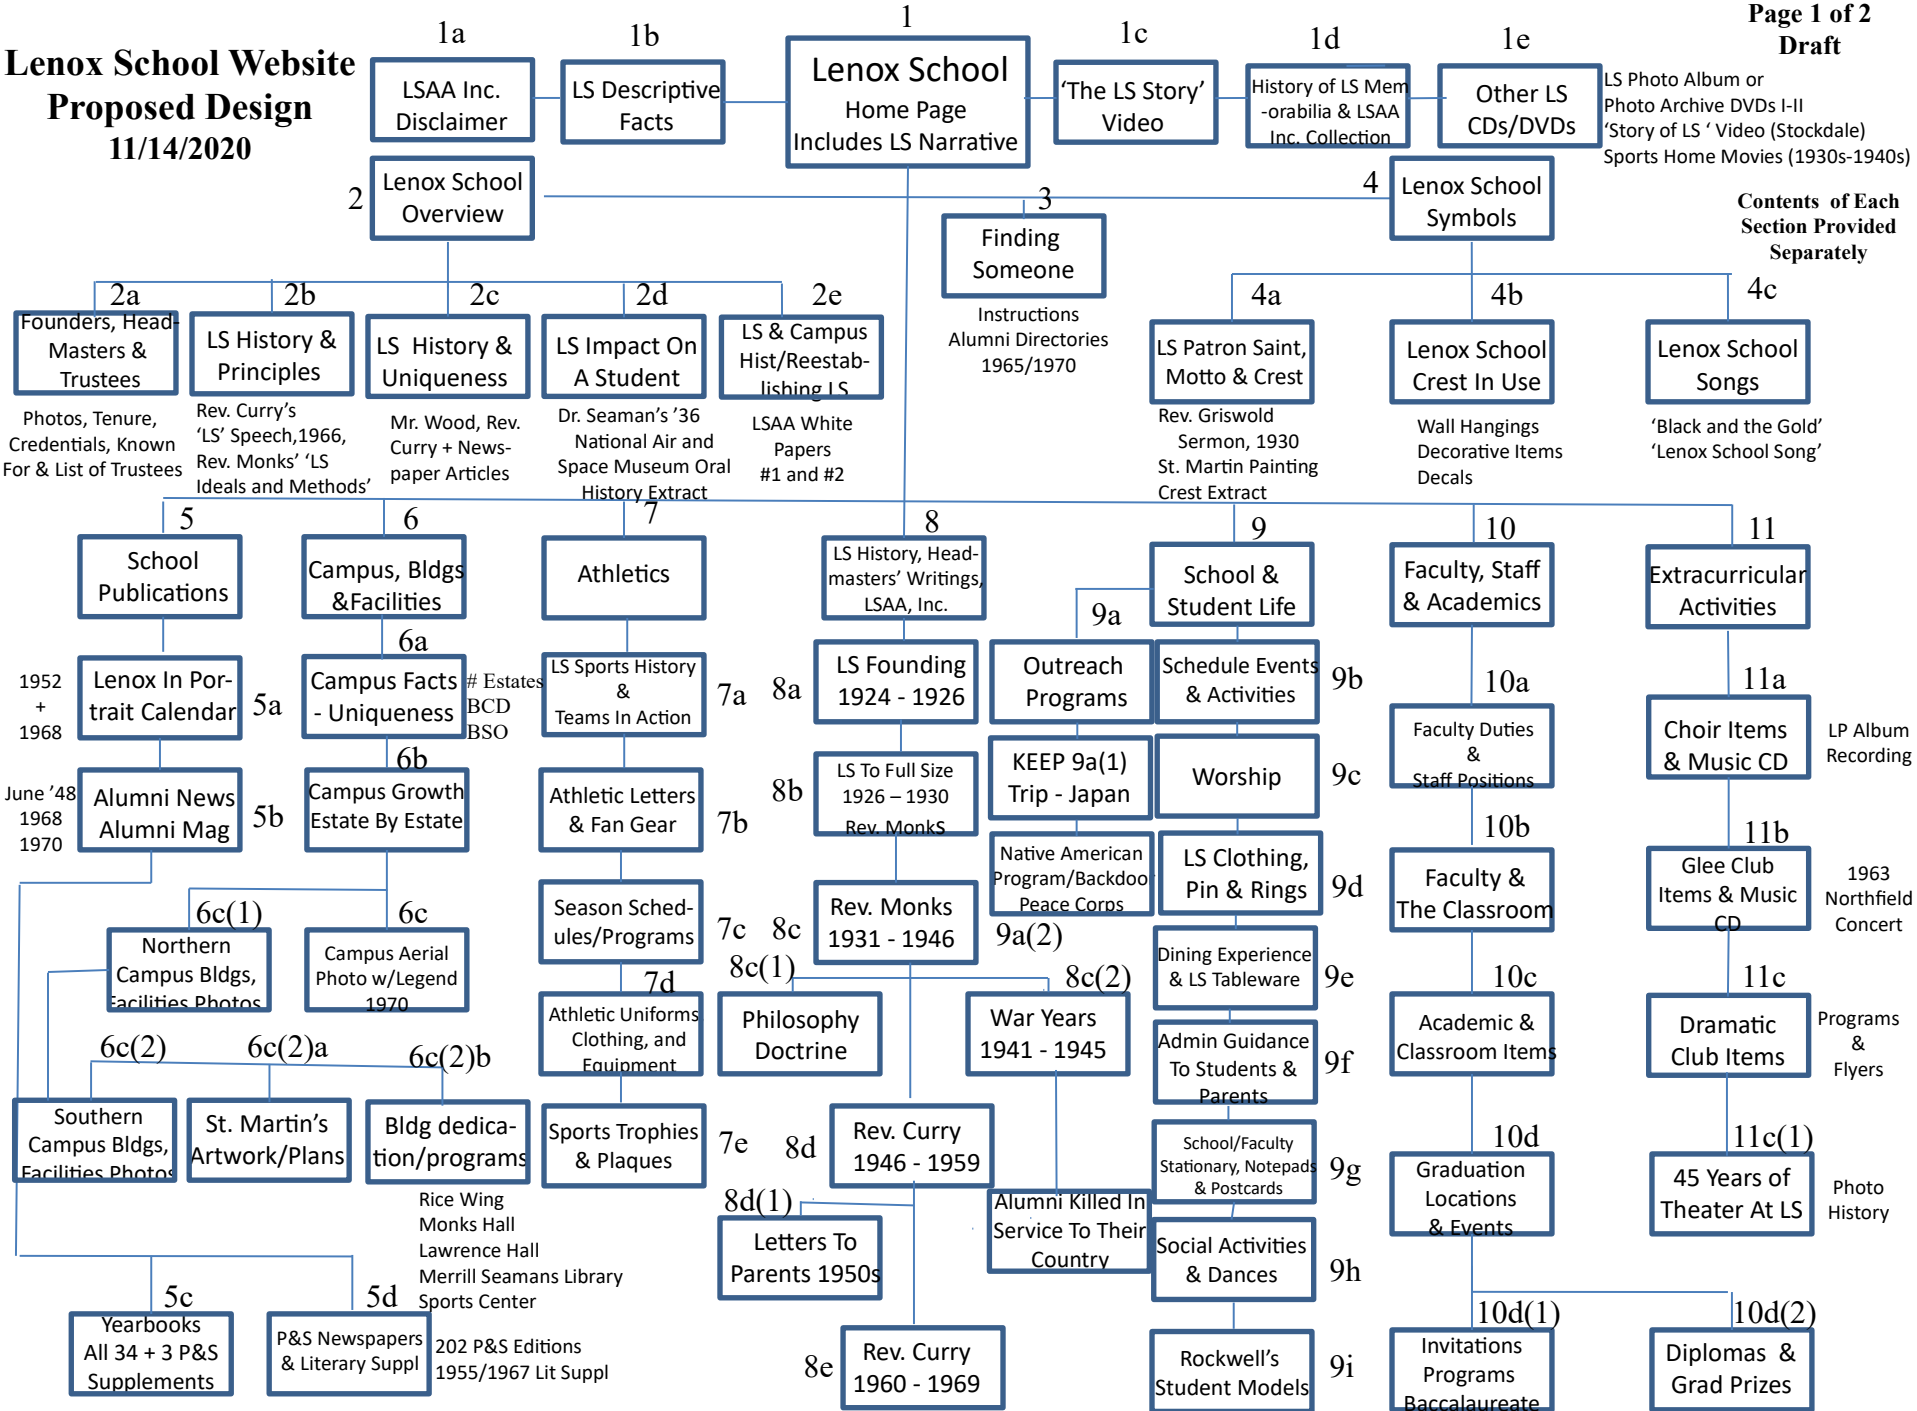 Lenox School Website
Proposed Design
11/14/2020
Page 1 of 2
Draft
1a
LSAA Inc.
Disclaimer
1b
LS Descriptive
Facts
1
Lenox School
Home Page
Includes LS Narrative
1c
‘The LS Story’
Video
1d
History of LS Mem
-orabilia & LSAA
Inc. Collection
1e
Other LS
CDs/DVDs
LS Photo Album or
Photo Archive DVDs I-II
‘Story of LS ‘ Video (Stockdale)
Sports Home Movies (1930s-1940s)
2
Lenox School
Overview
3
Finding
Someone
Instructions
Alumni Directories
1965/1970
4
Lenox School
Symbols
Contents of Each
Section Provided
Separately
2a
Founders, Head-
Masters &
Trustees
Photos, Tenure,
Credentials, Known
For & List of Trustees
2b
LS History &
Principles
Rev. Curry’s
‘LS’ Speech,1966,
Rev. Monks’ ‘LS
Ideals and Methods’
2c
LS History &
Uniqueness
Mr. Wood, Rev.
Curry + News-
paper Articles
2d
LS Impact On
A Student
Dr. Seaman’s ’36
National Air and
Space Museum Oral
History Extract
2e
LS & Campus
Hist/Reestab-
lishing LS
LSAA White
Papers
#1 and #2
4a
LS Patron Saint,
Motto & Crest
Rev. Griswold
Sermon, 1930
St. Martin Painting
Crest Extract
4b
Lenox School
Crest In Use
Wall Hangings
Decorative Items
Decals
4c
Lenox School
Songs
‘Black and the Gold’
‘Lenox School Song’
5
School
Publications
1952
+
1968
Lenox In Por-
trait Calendar
5a
June ’48
1968
1970
Alumni News
Alumni Mag
5b
5c
Yearbooks
All 34 + 3 P&S
Supplements
5d
P&S Newspapers
& Literary Suppl
202 P&S Editions
1955/1967 Lit Suppl
6
Campus, Bldgs
&Facilities
6a
Campus Facts
- Uniqueness
# Estates
BCD
BSO
6b
Campus Growth
Estate By Estate
6c(1)
Northern
Campus Bldgs,
Facilities Photos
6c
Campus Aerial
Photo w/Legend
1970
6c(2)
Southern
Campus Bldgs,
Facilities Photos
6c(2)a
St. Martin’s
Artwork/Plans
6c(2)b
Bldg dedica-
tion/programs
Rice Wing
Monks Hall
Lawrence Hall
Merrill Seamans Library
Sports Center
7
Athletics
LS Sports History
&
Teams In Action
7a
Athletic Letters
& Fan Gear
7b
Season Sched-
ules/Programs
7c
7d
Athletic Uniforms
Clothing, and
Equipment
Sports Trophies
& Plaques
7e
8
LS History, Head-
masters’ Writings,
LSAA, Inc.
8a
LS Founding
1924 - 1926
8b
LS To Full Size
1926 – 1930
Rev. Monks
8c
Rev. Monks
1931 - 1946
8c(1)
Philosophy
Doctrine
8c(2)
War Years
1941 - 1945
Alumni Killed In
Service To Their
Country
8d
Rev. Curry
1946 - 1959
8d(1)
Letters To
Parents 1950s
8e
Rev. Curry
1960 - 1969
9
School &
Student Life
9a
Outreach
Programs
KEEP 9a(1)
Trip - Japan
Native American
Program/Backdoor
Peace Corps
9a(2)
Schedule Events
& Activities
9b
Worship
9c
LS Clothing,
Pin & Rings
9d
Dining Experience
& LS Tableware
9e
Admin Guidance
To Students &
Parents
9f
School/Faculty
Stationary, Notepads
& Postcards
9g
Social Activities
& Dances
9h
Rockwell’s
Student Models
9i
10
Faculty, Staff
& Academics
10a
Faculty Duties
&
Staff Positions
10b
Faculty &
The Classroom
10c
Academic &
Classroom Items
10d
Graduation
Locations
& Events
10d(1)
Invitations
Programs
Baccalaureate
10d(2)
Diplomas &
Grad Prizes
11
Extracurricular
Activities
11a
Choir Items
& Music CD
LP Album
Recording
11b
Glee Club
Items & Music
CD
1963
Northfield
Concert
11c
Dramatic
Club Items
Programs
&
Flyers
11c(1)
45 Years of
Theater At LS
Photo
History